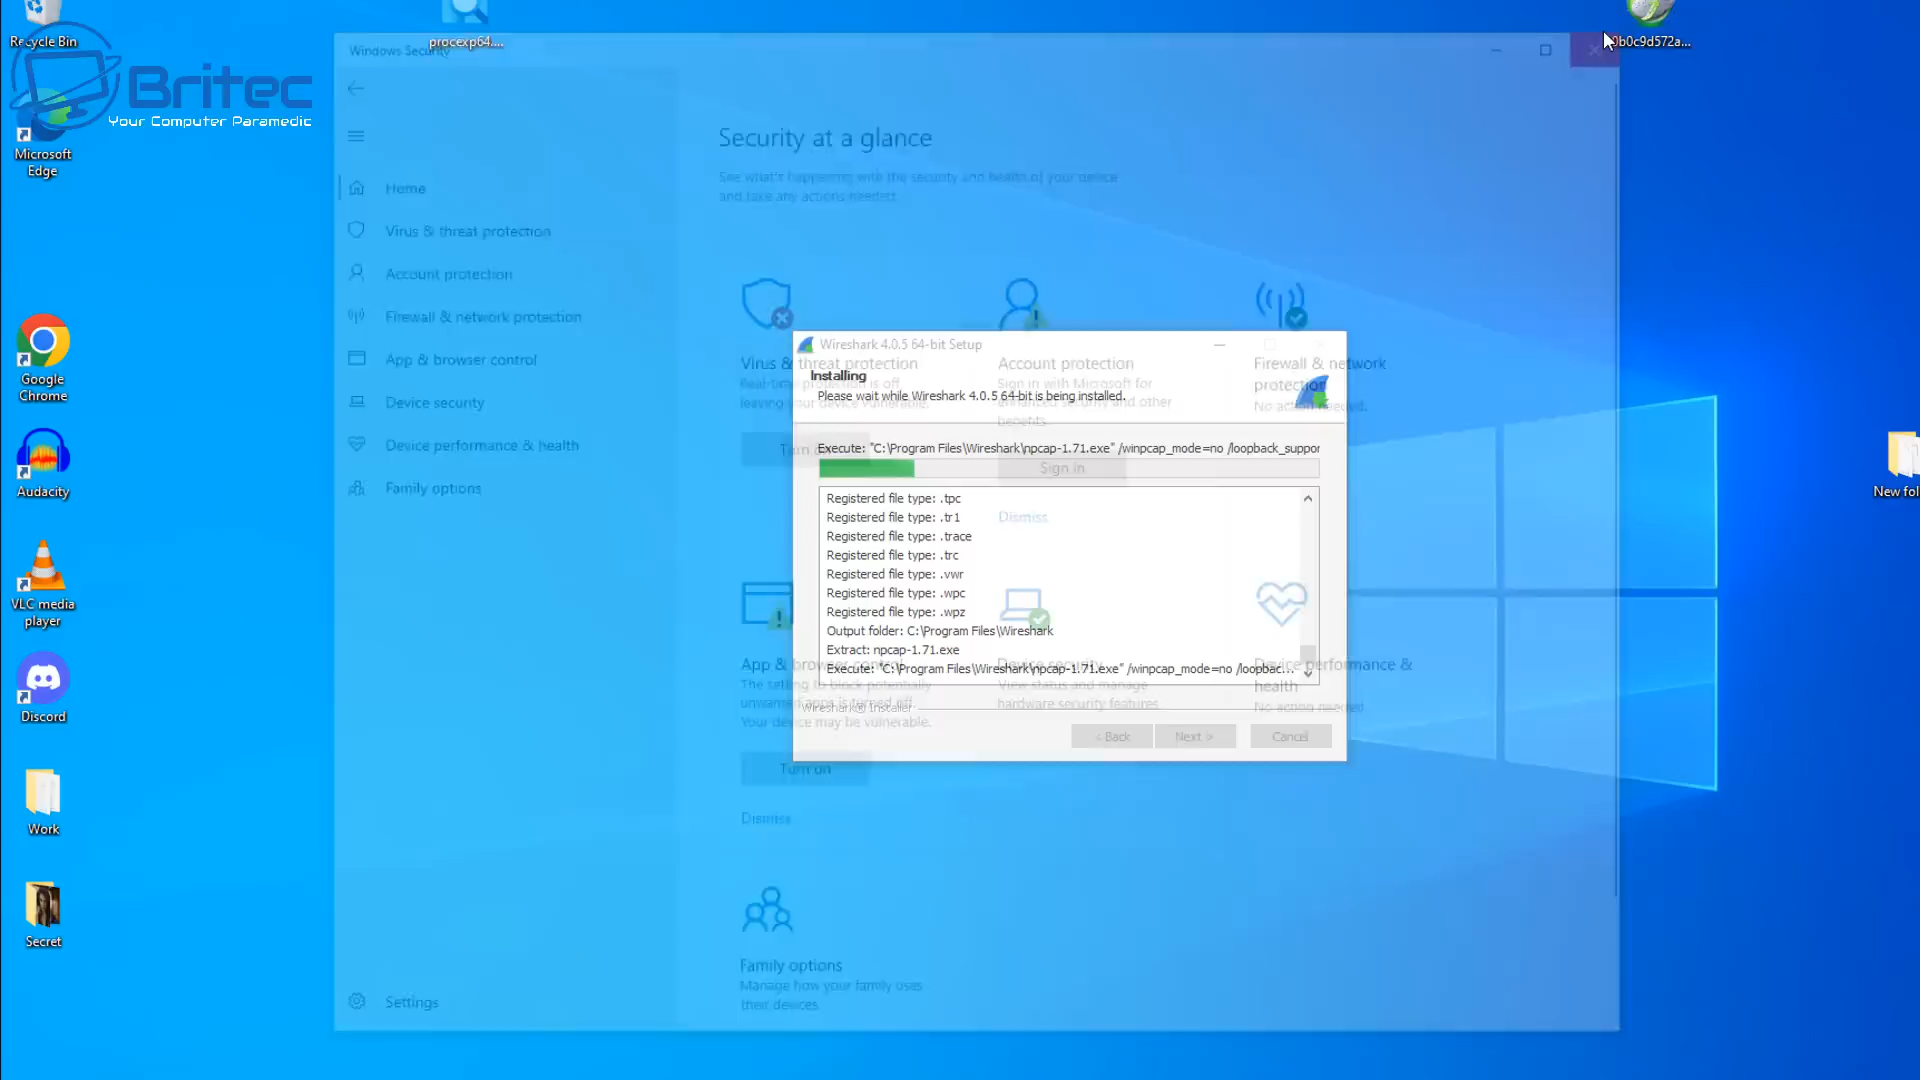 Recycle Bin
procexp64....
0b0c9d572a...
Britec
Your Computer Paramedic
Microsoft
Edge
Google
Chrome
Audacity
VLC media
player
Discord
Work
Secret
New fol
Windows Security
Home
Virus & threat protection
Account protection
Firewall & network protection
App & browser control
Device security
Device performance & health
Family options
Settings
Security at a glance
See what's happening with the security and health of your device
and take any actions needed.
Virus & threat protection
Real-time protection is off
leaving your device vulnerable.
Turn on
Account protection
Sign in with Microsoft for
enhanced security and other
benefits.
Sign in
Dismiss
Firewall & network
protection
No action needed.
App & browser control
The setting to block potentially
unwanted apps is turned off.
Your device may be vulnerable.
Turn on
Dismiss
Device security
View status and manage
hardware security features
Device performance &
health
No action needed.
Family options
Manage how your family uses
their devices.
Wireshark 4.0.5 64-bit Setup
Installing
Please wait while Wireshark 4.0.5 64-bit is being installed.
Execute: "C:\Program Files\Wireshark\npcap-1.71.exe" /winpcap_mode=no /loopback_suppor
Registered file type: .tpc
Registered file type: .tr1
Registered file type: .trace
Registered file type: .trc
Registered file type: .vwr
Registered file type: .wpc
Registered file type: .wpz
Output folder: C:\Program Files\Wireshark
Extract: npcap-1.71.exe
Execute: "C:\Program Files\Wireshark\npcap-1.71.exe" /winpcap_mode=no /loopbac...
Wireshark® Installer
< Back
Next >
Cancel